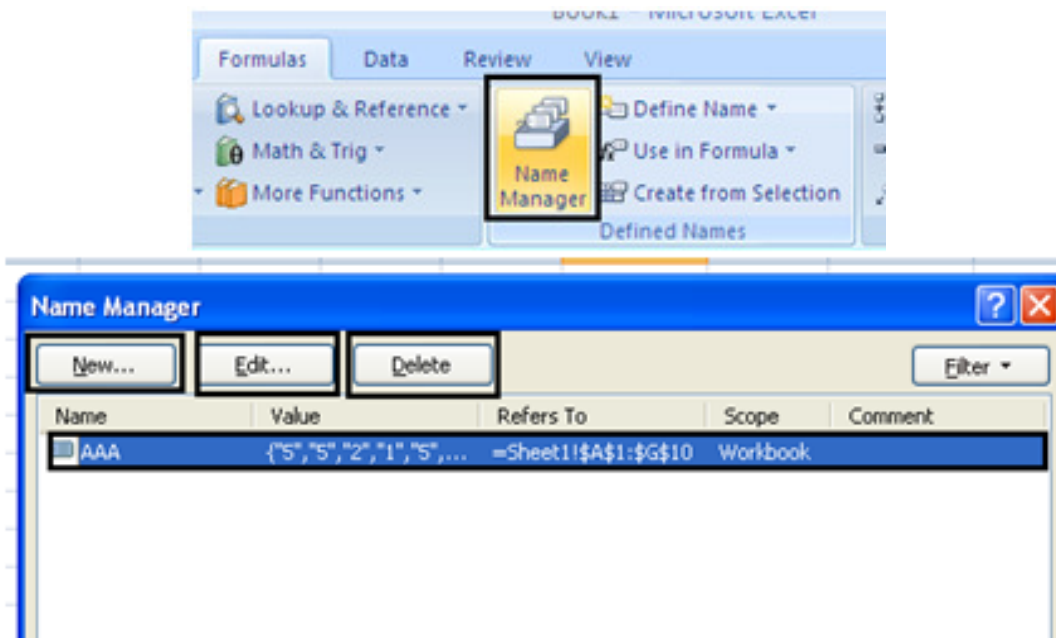 Book1 - Microsoft Excel
Formulas Data Review View
Lookup & Reference
Define Name
Math & Trig
Use in Formula
Name Manager
More Functions
Create from Selection
Defined Names
Name Manager
New... Edit... Delete Filter
Name Value Refers To Scope Comment
AAA {"5","5","2","1","5",... =Sheet1!$A$1:$G$10 Workbook